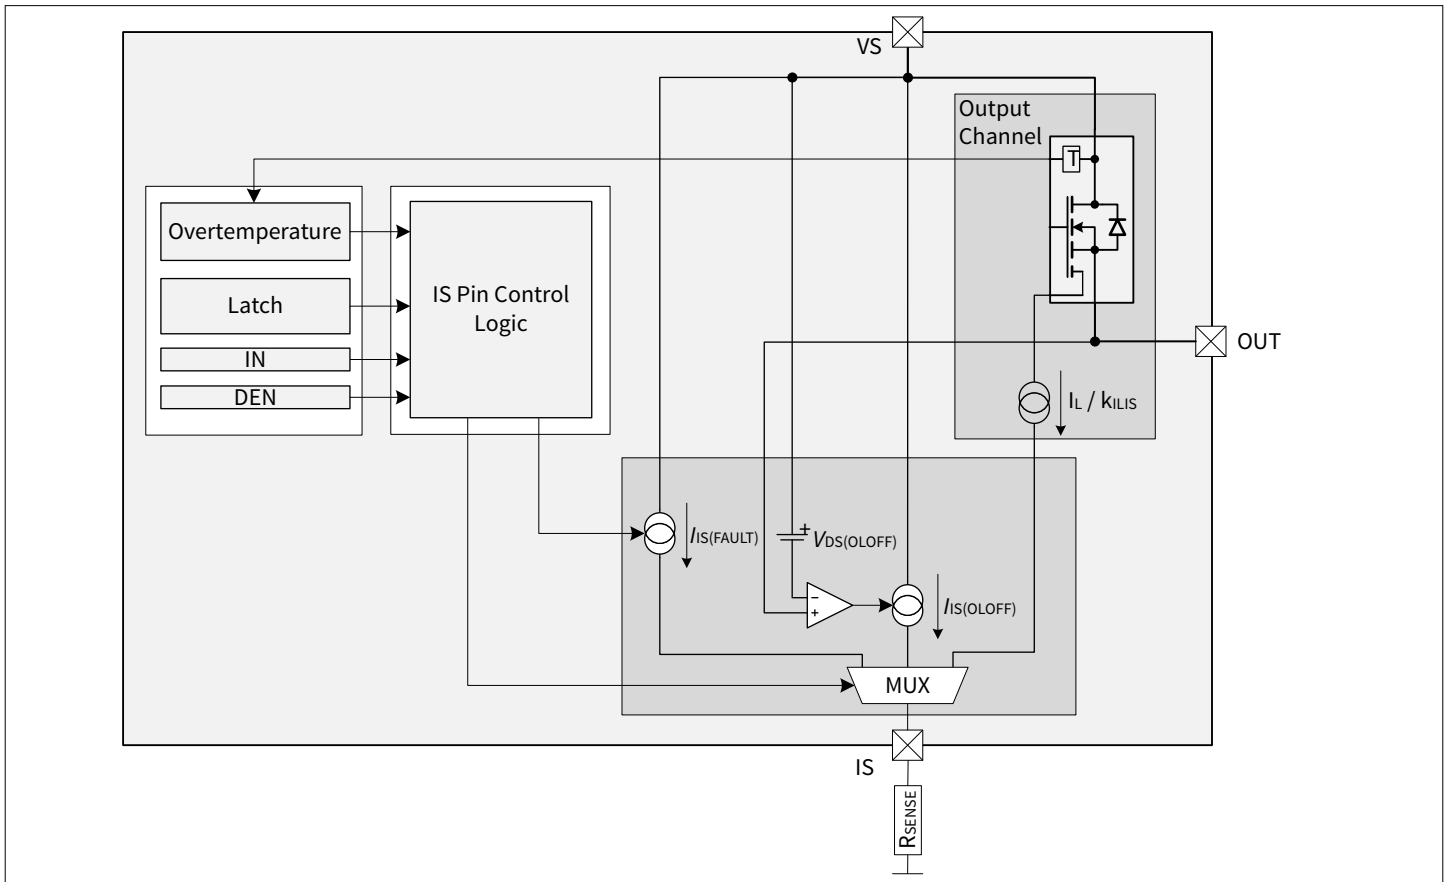 VS
Output
Channel
T
Overtemperature
Latch
IN
DEN
IS Pin Control
Logic
OUT
IL / kILIS
IIS(FAULT)
+
VDS(OLOFF)
−
+
IIS(OLOFF)
MUX
IS
RSENSE